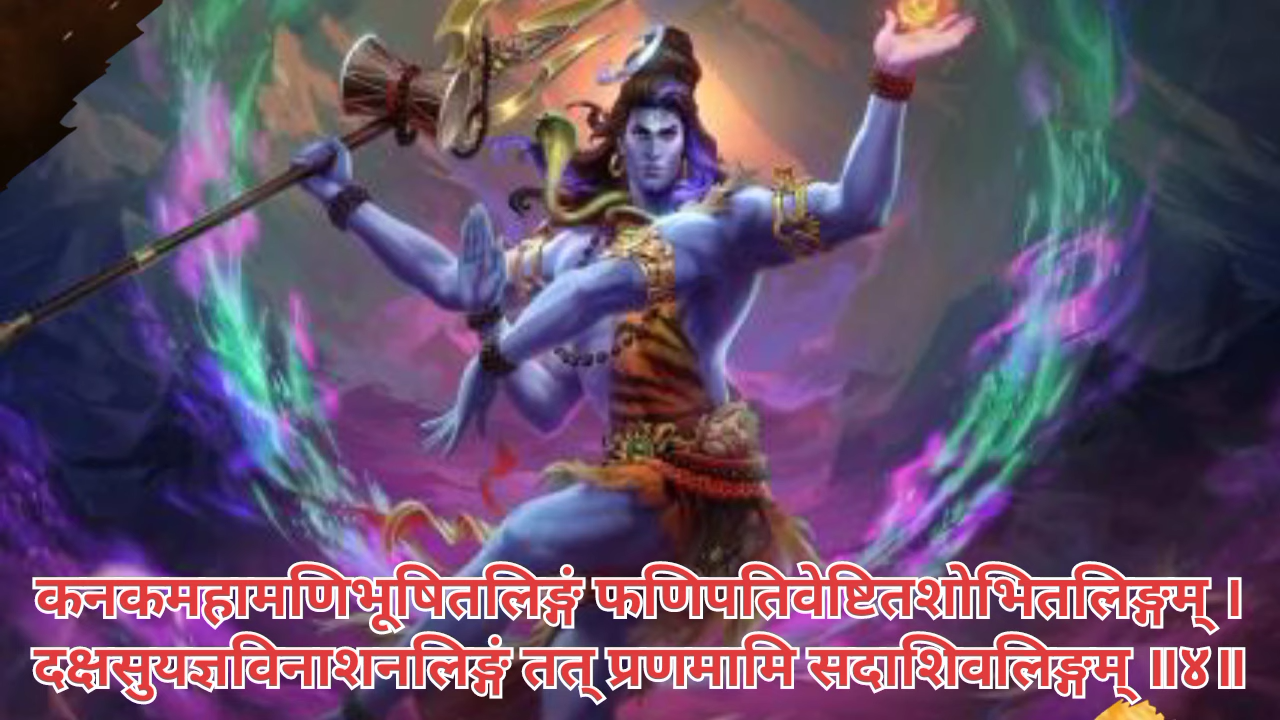 कनकमहामणिभूषितलिङ्गं फणिपतिवेष्टितशोभितलिङ्गम् ।
दक्षसुयज्ञविनाशनलिङ्गं तत् प्रणमामि सदाशिवलिङ्गम् ॥४॥